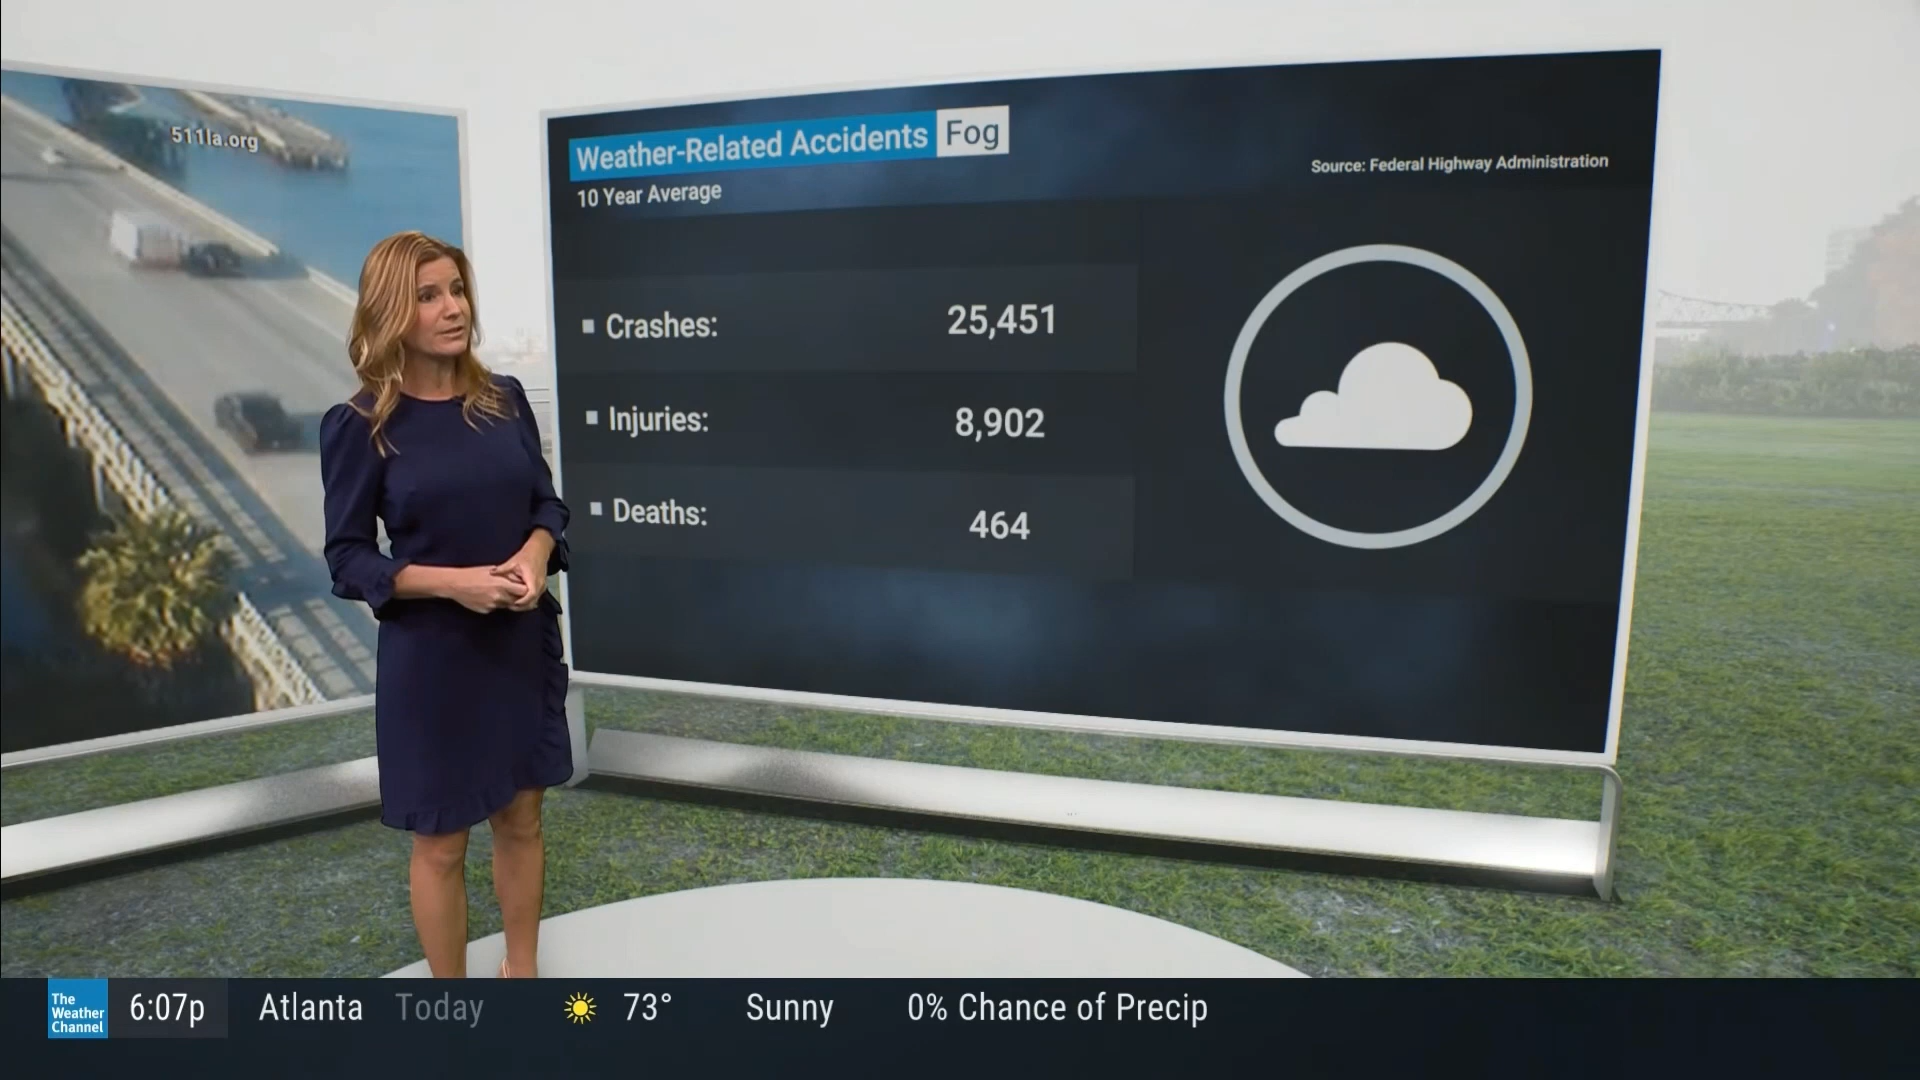 511la.org
Weather-Related Accidents Fog
10 Year Average
Source: Federal Highway Administration
Crashes: 25,451
Injuries: 8,902
Deaths: 464
The
Weather
Channel
6:07p Atlanta Today 73° Sunny 0% Chance of Precip